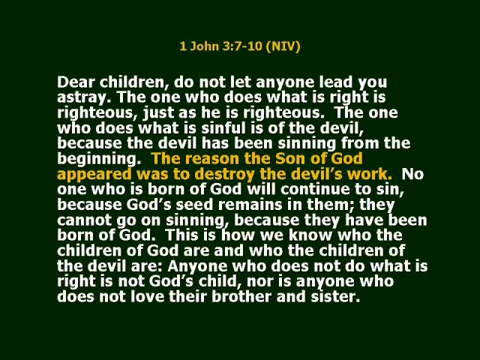 1 John 3:7-10 (NIV)
Dear children, do not let anyone lead you
astray. The one who does what is right is
righteous, just as he is righteous. The one
who does what is sinful is of the devil,
because the devil has been sinning from the
beginning. The reason the Son of God
appeared was to destroy the devil's work. No
one who is born of God will continue to sin,
because God's seed remains in them; they
cannot go on sinning, because they have been
born of God. This is how we know who the
children of God are and who the children of
the devil are: Anyone who does not do what is
right is not God's child, nor is anyone who
does not love their brother and sister.